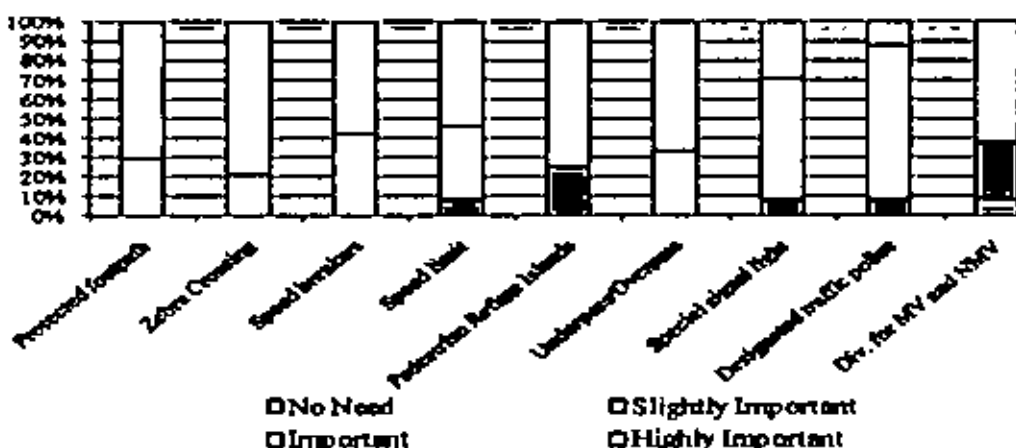 100%
90%
80%
70%
60%
50%
40%
30%
20%
10%
0%
Protected footpath
Zebra Crossing
Speed breakers
Speed limit
Pedestrian Refuge Islands
Underpass/Overpass
Special signal light
Designated traffic police
Div. for MV and NMV
No Need
Slightly Important
Important
Highly Important